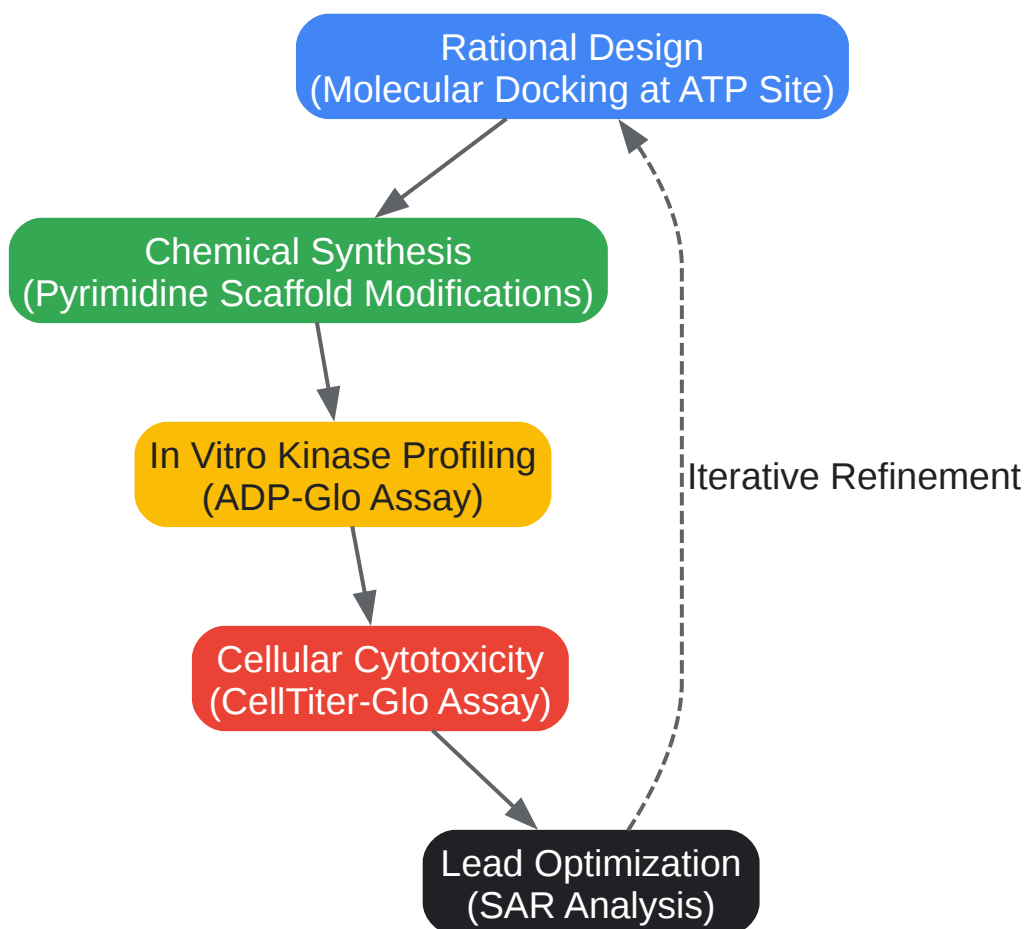 Rational Design
(Molecular Docking at ATP Site)
Chemical Synthesis
(Pyrimidine Scaffold Modifications)
In Vitro Kinase Profiling
(ADP-Glo Assay)
Iterative Refinement
Cellular Cytotoxicity
(CellTiter-Glo Assay)
Lead Optimization
(SAR Analysis)